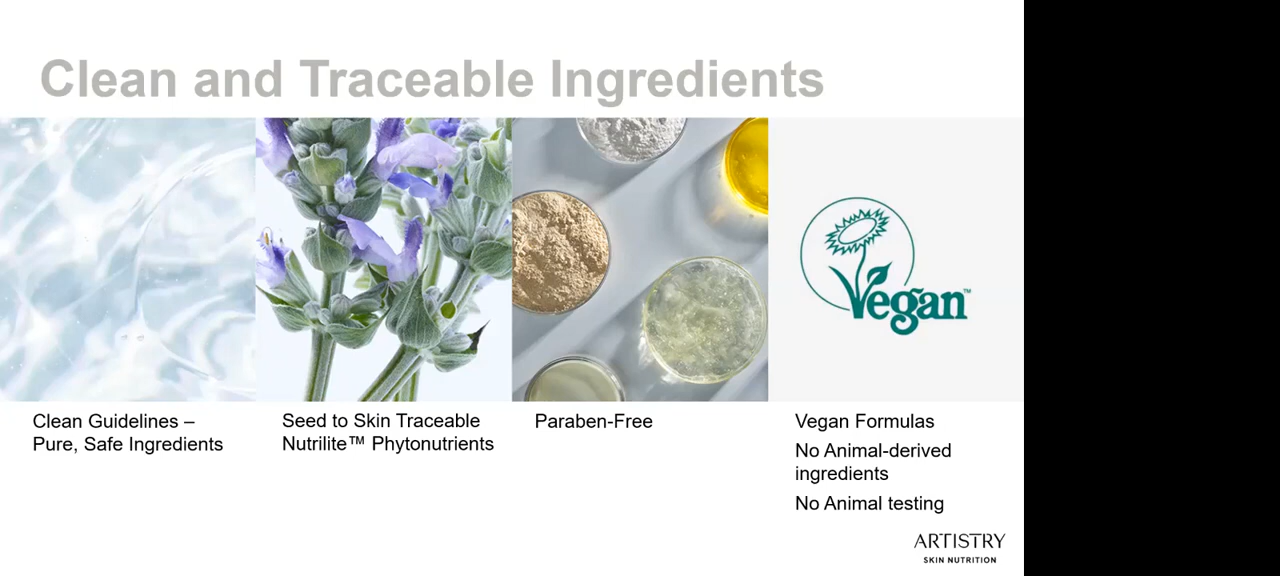 Clean and Traceable Ingredients
Vegan™
Clean Guidelines –
Pure, Safe Ingredients
Seed to Skin Traceable
Nutrilite™ Phytonutrients
Paraben-Free
Vegan Formulas
No Animal-derived
ingredients
No Animal testing
ARTISTRY
SKIN NUTRITION